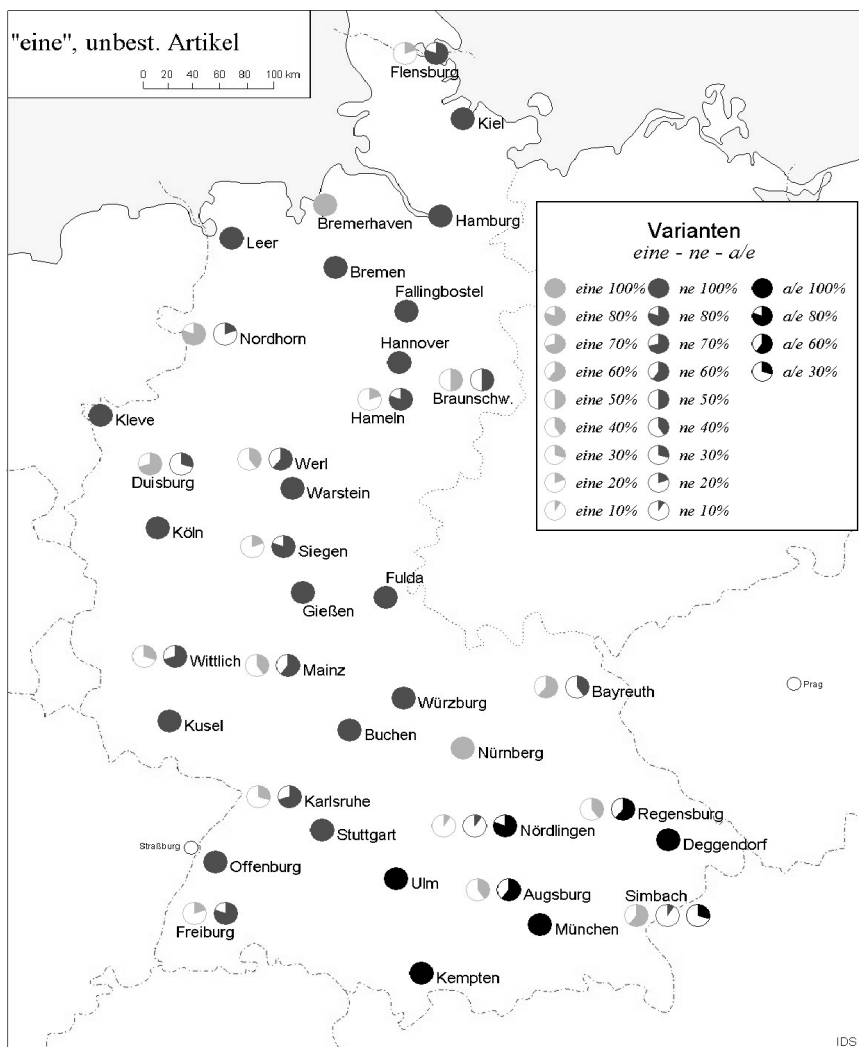 "eine", unbest. Artikel
0 40 60 80 100 km
Flensburg
Kiel
Bremerhaven
Hamburg
Leer
Bremen
Fallingbostel
Nordhorn
Hannover
Braunschw.
Hameln
Kleve
Werl
Duisburg
Warstein
Köln
Siegen
Fulda
Gießen
Wittlich
Mainz
Bayreuth
Prag
Würzburg
Kusel
Buchen
Nürnberg
Karlsruhe
Regensburg
Stuttgart
Nördlingen
Deggendorf
Straßburg
Offenburg
Ulm
Augsburg
Simbach
Freiburg
München
Kempten
Varianten
eine - ne - a/e
eine 100% ne 100% a/e 100%
eine 80% ne 80% a/e 80%
eine 70% ne 70% a/e 60%
eine 60% ne 60% a/e 30%
eine 50% ne 50%
eine 40% ne 40%
eine 30% ne 30%
eine 20% ne 20%
eine 10% ne 10%
IDS